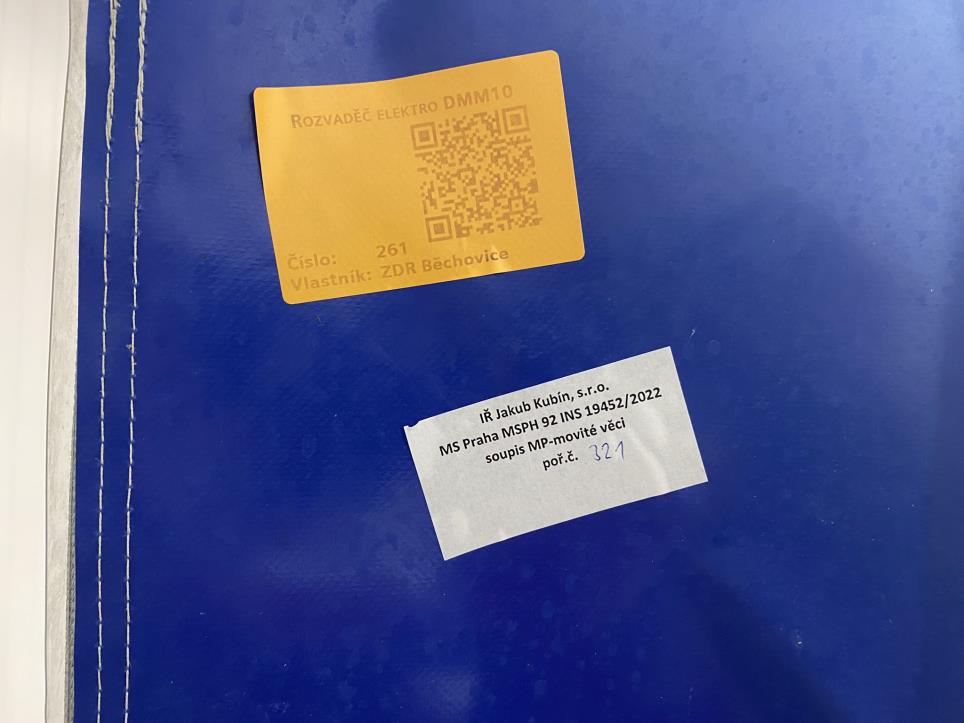 ROZVADĚČ ELEKTRO DMM10
Číslo: 261
Vlastník: ZDR Běchovice
IŘ Jakub Kubín, s.r.o.
MS Praha MSPH 92 INS 19452/2022
soupis MP-movité věci
poř.č. 321